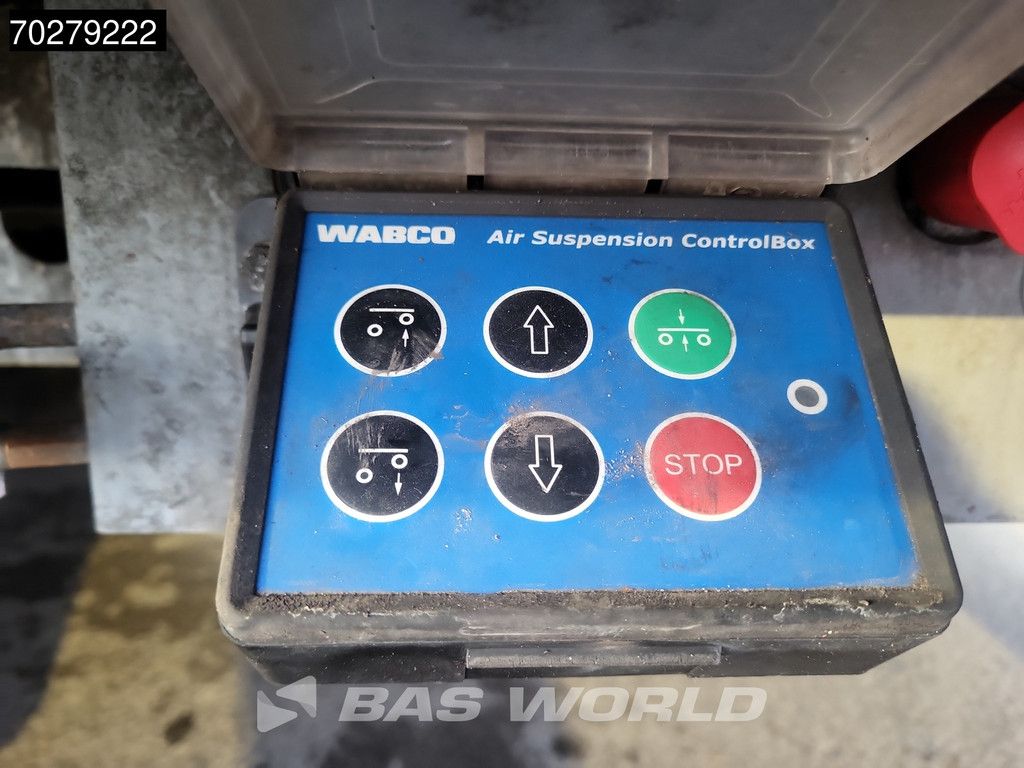 70279222
WABCO Air Suspension ControlBox
STOP
BAS WORLD